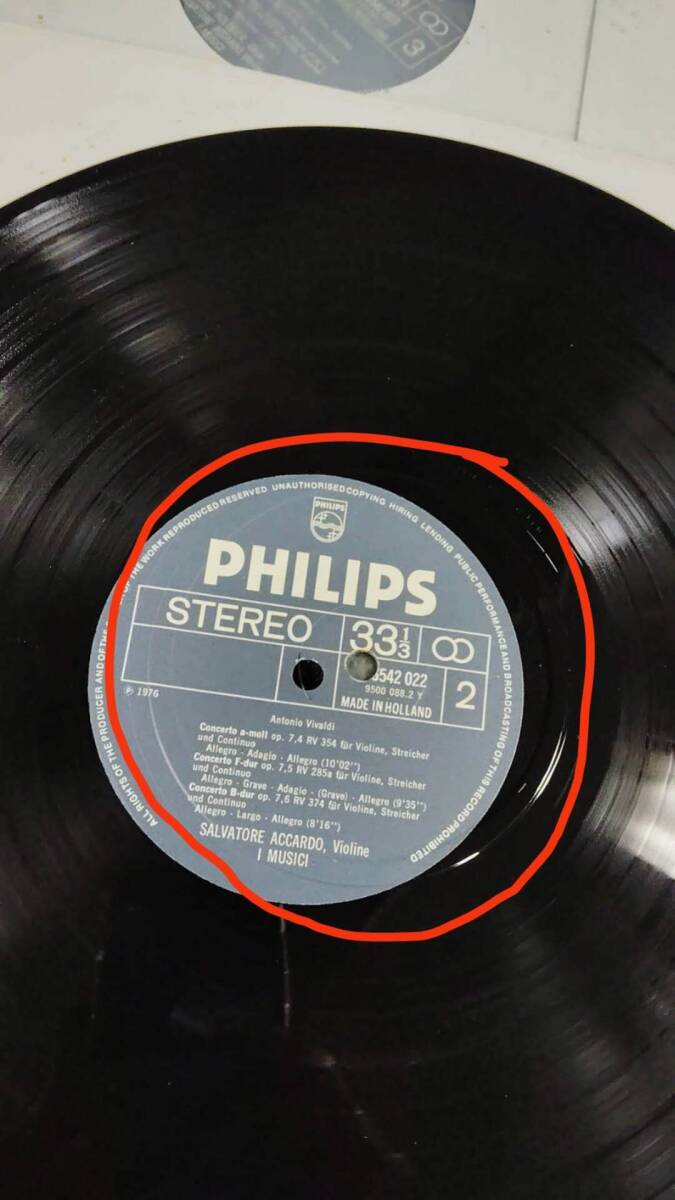 3
ALL RIGHTS OF THE PRODUCER AND OF THE OF THE WORK REPRODUCED RESERVED UNAUTHORISED COPYING HIRING LENDING PUBLIC PERFORMANCE AND BROADCASTING OF THIS RECORD PROHIBITED
PHILIPS
PHILIPS
STEREO 33⅓
6542 022
9500 088.2 Y
MADE IN HOLLAND
2
℗ 1976
Antonio Vivaldi
Concerto a-moll op. 7,4 RV 354 für Violine, Streicher
und Continuo
Allegro - Adagio - Allegro (10'02'')
Concerto F-dur op. 7,5 RV 285a für Violine, Streicher
und Continuo
Allegro - Grave - Adagio - (Grave) - Allegro (9'35'')
Concerto B-dur op. 7,6 RV 374 für Violine, Streicher
und Continuo
Allegro - Largo - Allegro (8'16'')
SALVATORE ACCARDO, Violine
I MUSICI